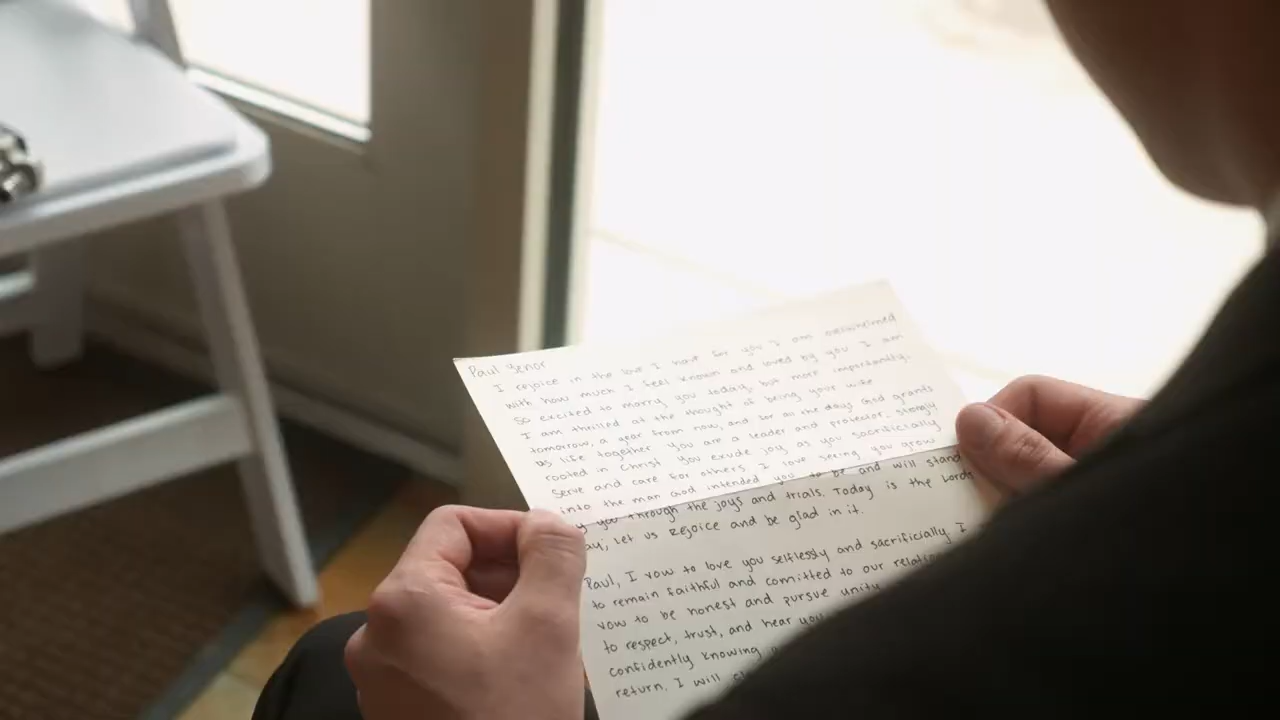 Paul Senor
I rejoice in the love I have for you I am overwhelmed
with how much I feel known and loved by you I am
so excited to marry you today, but more importantly,
I am thrilled at the thought of being your wife
tomorrow, a year from now, and for all the days God grants
us life together you are a leader and protector, strongly
rooted in Christ you exude joy as you sacrificially
serve and care for others I love seeing you grow
into the man God intended you to be and will stand
by you through the joys and trials. Today is the Lords
ay; let us Rejoice and be glad in it.
Paul, I vow to love you selflessly and sacrificially I
to remain faithful and comitted to our relatio
vow to be honest and pursue unity
to respect, trust, and hear you
confidently knowing
return. I will